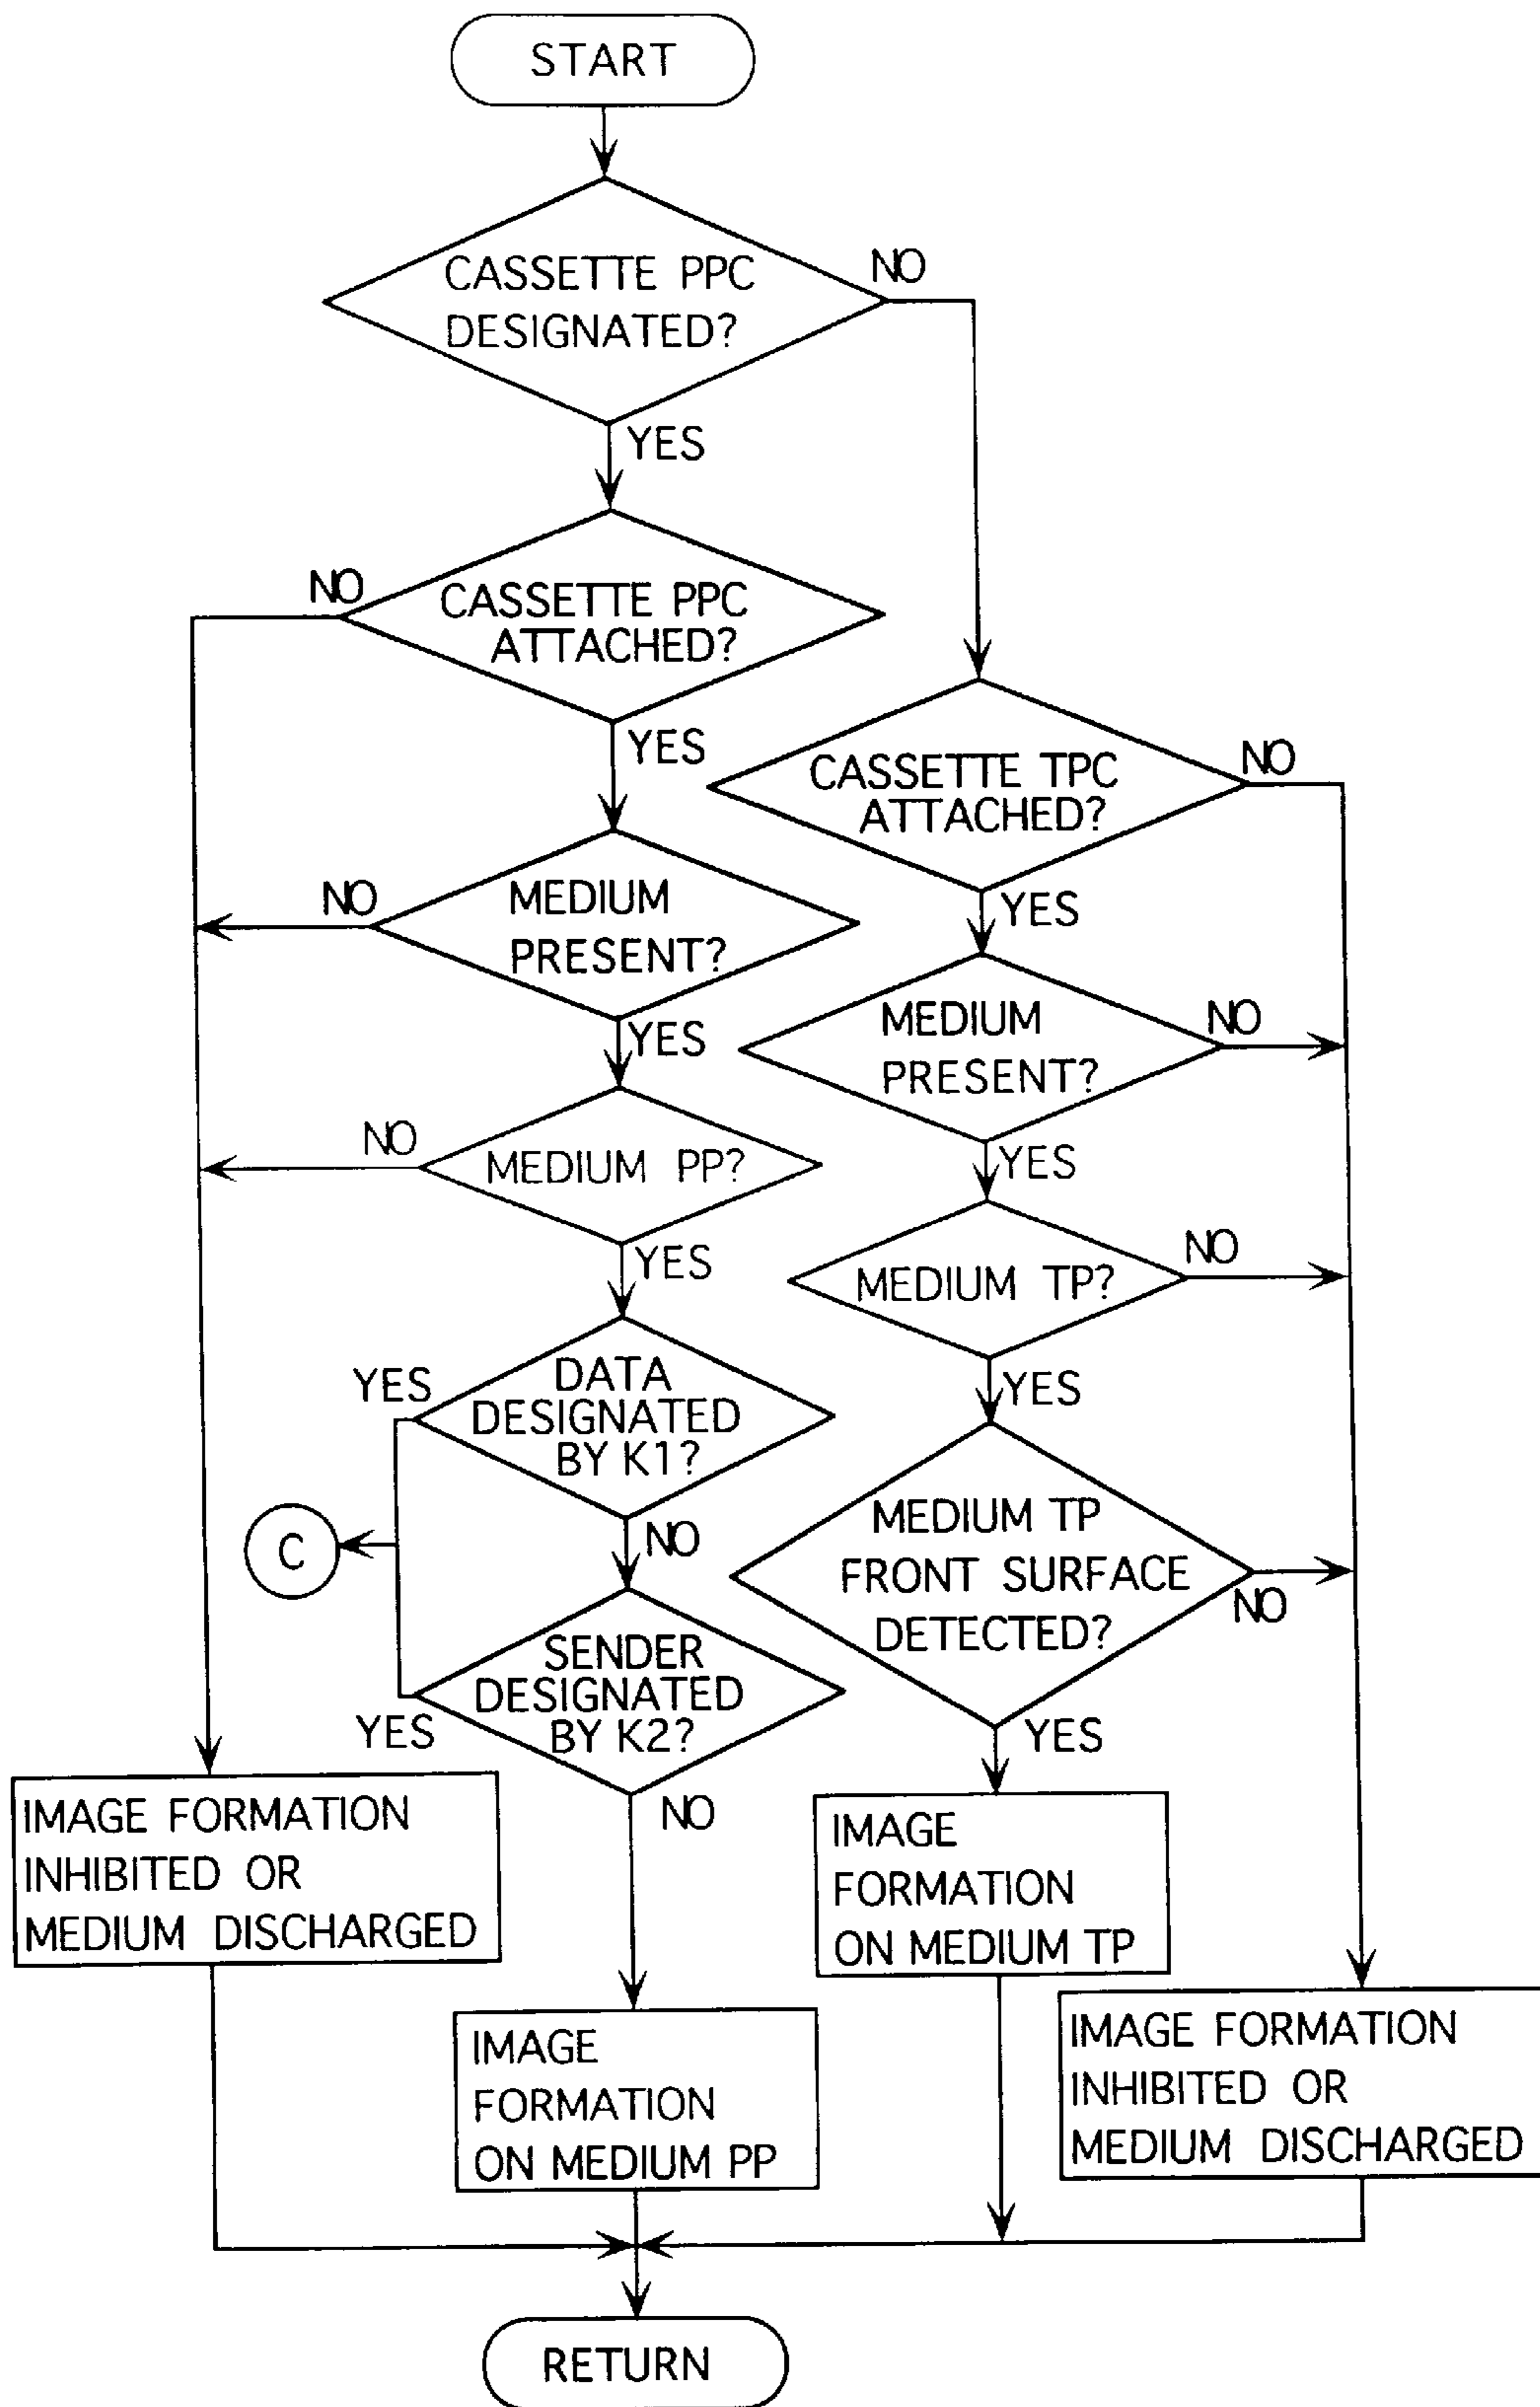 START
CASSETTE PPC
DESIGNATED?
NO
YES
CASSETTE PPC
ATTACHED?
NO
YES
CASSETTE TPC
ATTACHED?
NO
YES
MEDIUM
PRESENT?
NO
YES
MEDIUM
PRESENT?
NO
YES
MEDIUM PP?
NO
YES
MEDIUM TP?
NO
YES
DATA
DESIGNATED
BY K1?
YES
NO
C
MEDIUM TP
FRONT SURFACE
DETECTED?
NO
YES
SENDER
DESIGNATED
BY K2?
YES
NO
IMAGE FORMATION
INHIBITED OR
MEDIUM DISCHARGED
IMAGE
FORMATION
ON MEDIUM TP
IMAGE
FORMATION
ON MEDIUM PP
IMAGE FORMATION
INHIBITED OR
MEDIUM DISCHARGED
RETURN